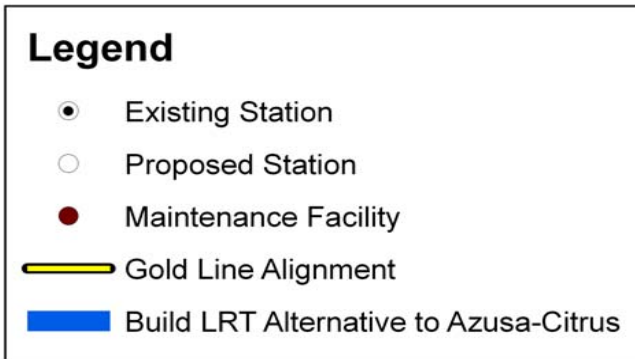 Legend
Existing Station
Proposed Station
Maintenance Facility
Gold Line Alignment
Build LRT Alternative to Azusa-Citrus